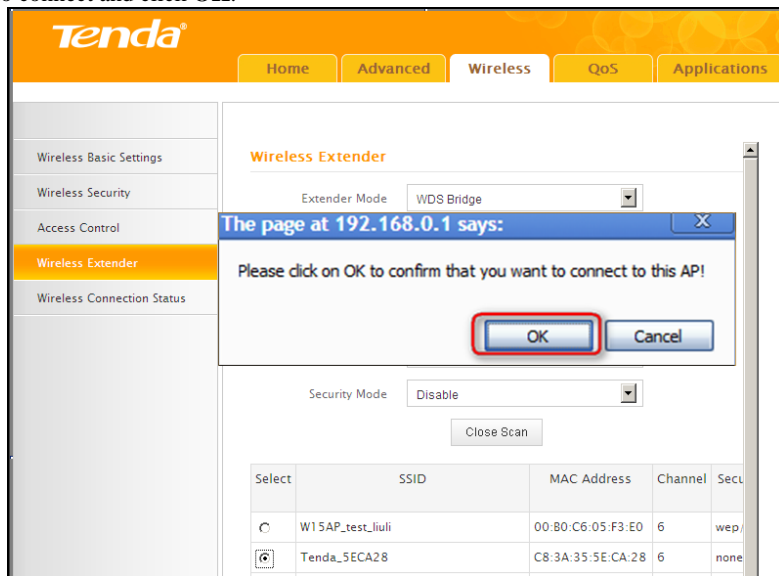 Tenda®
Home Advanced Wireless QoS Applications
Wireless Basic Settings
Wireless Security
Access Control
Wireless Extender
Wireless Connection Status
Wireless Extender
Extender Mode WDS Bridge
The page at 192.168.0.1 says: X
Please click on OK to confirm that you want to connect to this AP!
OK Cancel
Security Mode Disable
Close Scan
Select SSID MAC Address Channel Secu
W15AP_test_liuli 00:B0:C6:05:F3:E0 6 wep/
Tenda_5ECA28 C8:3A:35:5E:CA:28 6 none